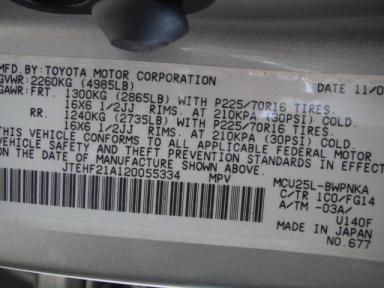 MFD. BY: TOYOTA MOTOR CORPORATION 11/0
GVWR: 2260KG (4985LB)
GAWR: FRT. 1300KG (2865LB) WITH P225/70R16 TIRES,
16X6 1/2JJ RIMS, AT 210KPA (30PSI) COLD.
RR. 1240KG (2735LB) WITH P225/70R16 TIRES,
16X6 1/2JJ RIMS, AT 210KPA (30PSI) COLD.
THIS VEHICLE CONFORMS TO ALL APPLICABLE FEDERAL MOTOR
VEHICLE SAFETY AND THEFT PREVENTION STANDARDS IN EFFECT
ON THE DATE OF MANUFACTURE SHOWN ABOVE.
JTEHF21A120055334 MPV
MCU25L-BWPNKA
C/TR 1C0/FG14
A/TM -03A/
U140F
MADE IN JAPAN
NO.677